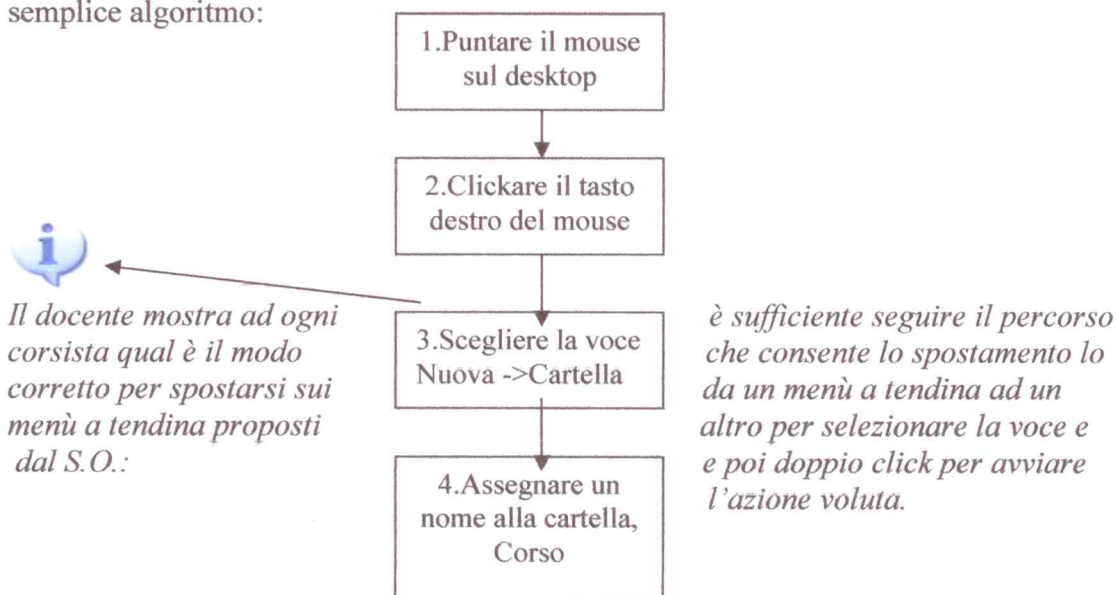 semplice algoritmo:
1.Puntare il mouse
sul desktop
2.Clickare il tasto
destro del mouse
i
Il docente mostra ad ogni
corsista qual è il modo
corretto per spostarsi sui
menù a tendina proposti
dal S.O.:
3.Scegliere la voce
Nuova ->Cartella
è sufficiente seguire il percorso
che consente lo spostamento lo
da un menù a tendina ad un
altro per selezionare la voce e
e poi doppio click per avviare
l'azione voluta.
4.Assegnare un
nome alla cartella,
Corso